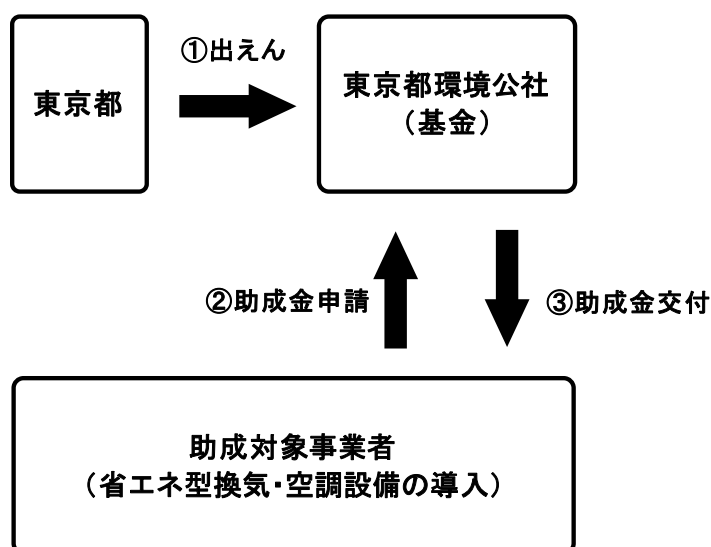 ①出えん
東京都
東京都環境公社
（基金）
②助成金申請
③助成金交付
助成対象事業者
（省エネ型換気・空調設備の導入）